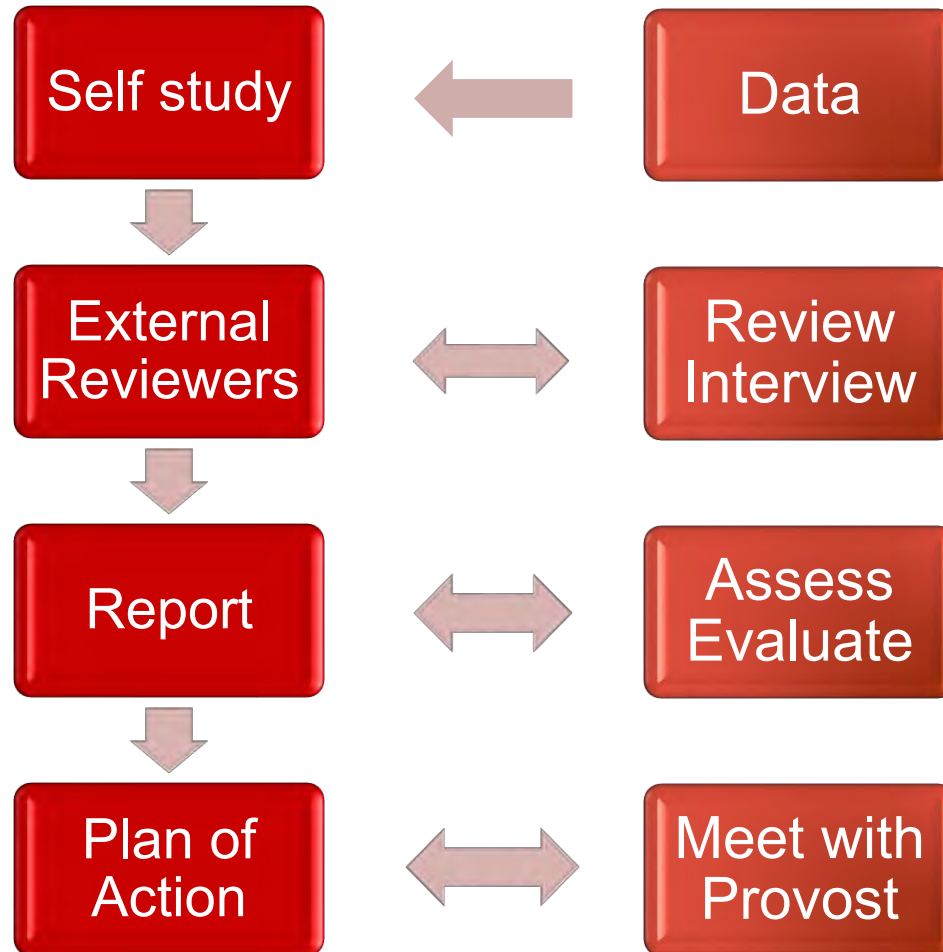 Self study
Data
External
Reviewers
Review
Interview
Report
Assess
Evaluate
Plan of
Action
Meet with
Provost